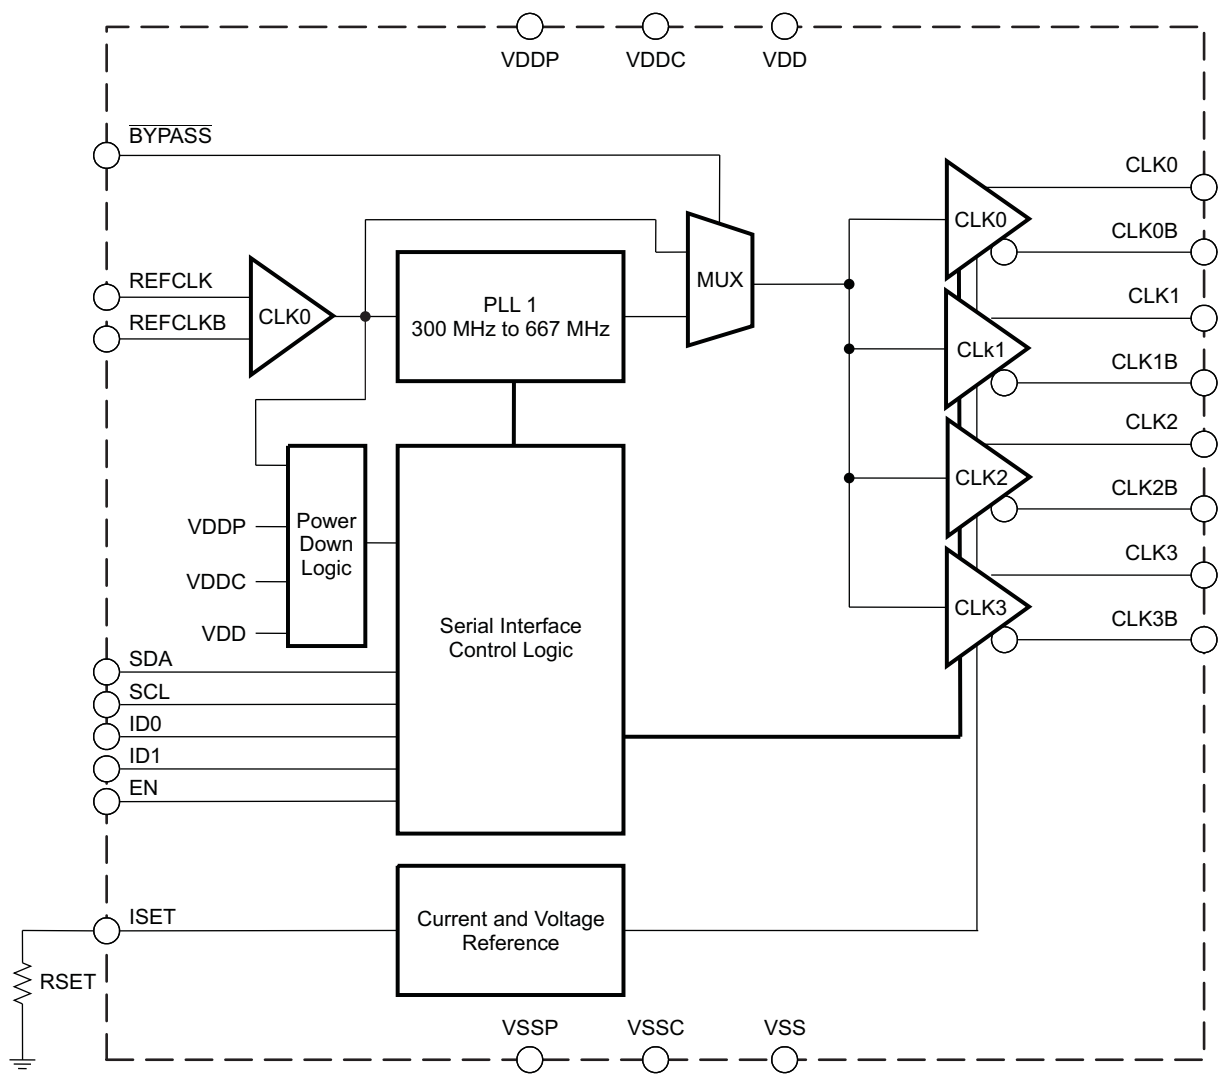 VDDP VDDC VDD
BYPASS
CLK0
CLK0
CLK0B
REFCLK
REFCLKB
CLK0
PLL 1
300 MHz to 667 MHz
MUX
CLK1
CLk1
CLK1B
CLK2
CLK2
CLK2B
VDDP
VDDC
VDD
Power
Down
Logic
Serial Interface
Control Logic
CLK3
CLK3
CLK3B
SDA
SCL
ID0
ID1
EN
ISET
RSET
Current and Voltage
Reference
VSSP VSSC VSS